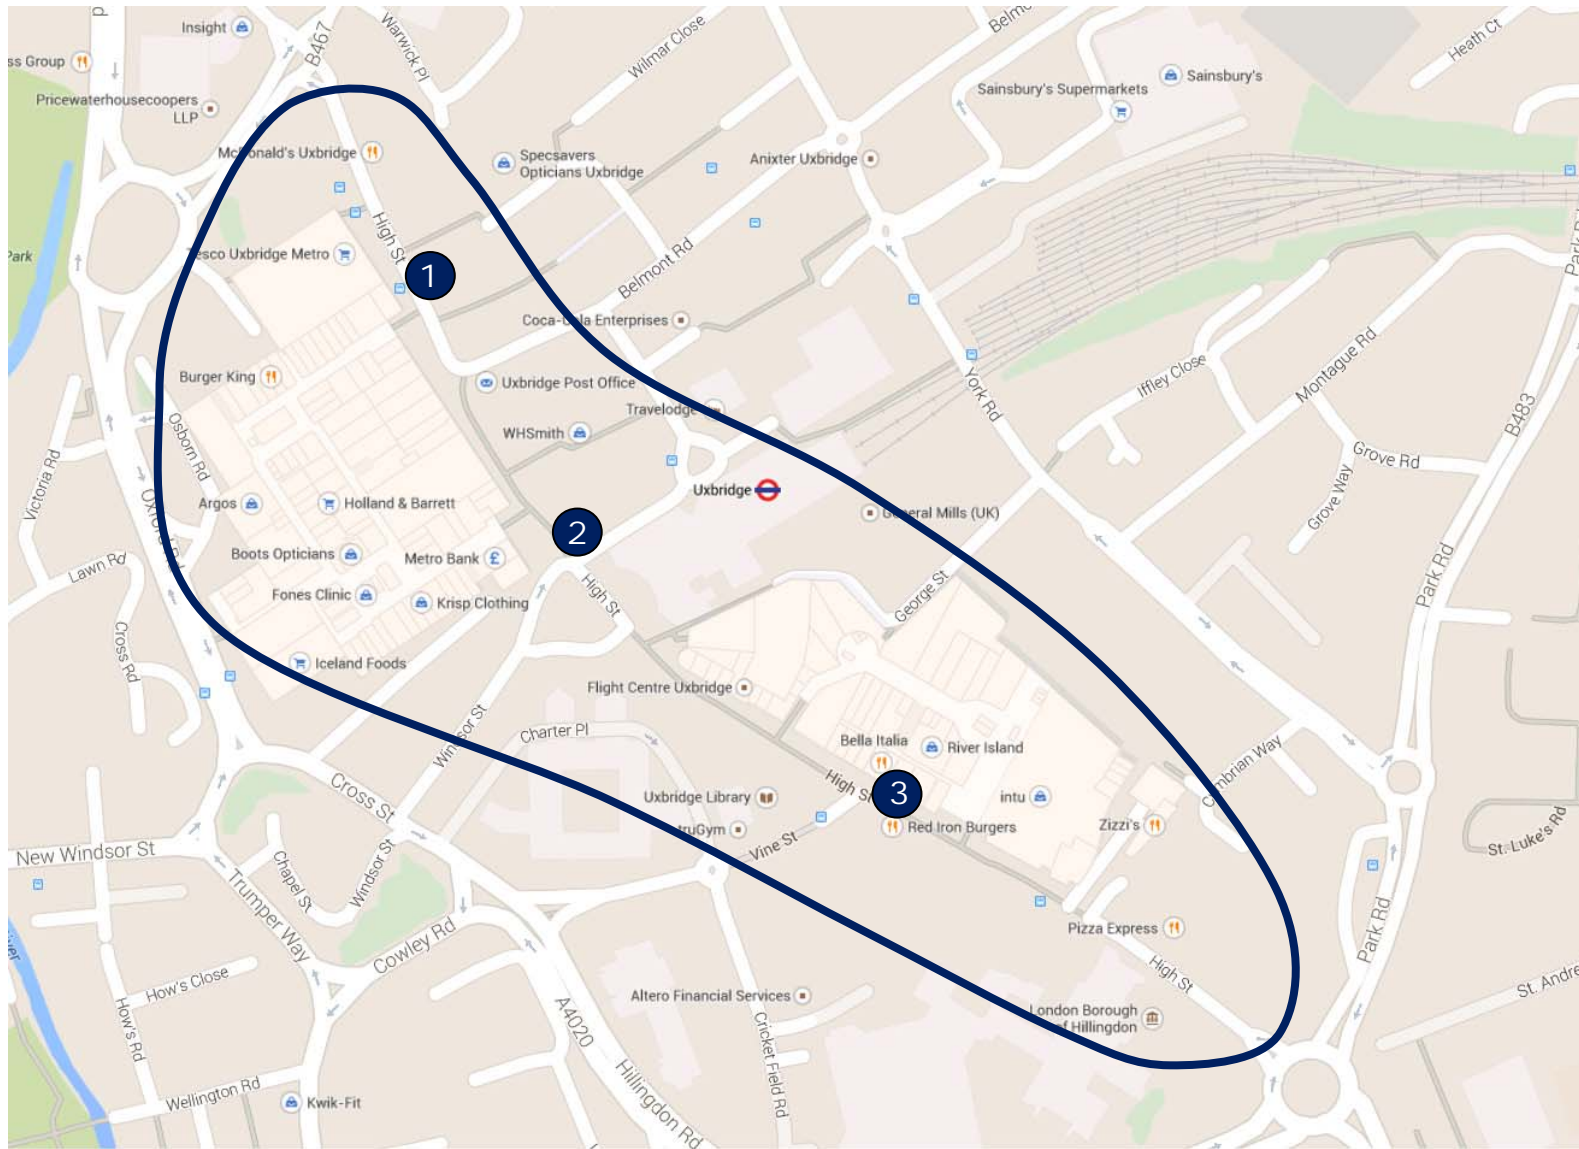 Insight
B467
Warwick Pl
Wilmar Close
Heath Ct
ss Group
Sainsbury's
Sainsbury's Supermarkets
Pricewaterhousecoopers
LLP
McDonald's Uxbridge
Specsavers
Opticians Uxbridge
Anixter Uxbridge
High St
Park
Tesco Uxbridge Metro
1
Belmont Rd
Coca-Cola Enterprises
Burger King
Uxbridge Post Office
Travelodge
York Rd
Iffley Close
Montague Rd
B483
Osborn Rd
WHSmith
Grove Rd
Victoria Rd
Oxford Rd
Argos
Holland & Barrett
Uxbridge
General Mills (UK)
Grove Way
2
Boots Opticians
Metro Bank
Lawn Rd
Fones Clinic
Krisp Clothing
High St
George St
Park Rd
Cross Rd
Iceland Foods
Flight Centre Uxbridge
Windsor St
Charter Pl
Bella Italia
River Island
Cambrian Way
Cross St
Uxbridge Library
High St
3
intu
truGym
Red Iron Burgers
Zizzi's
Vine St
St. Luke's Rd
New Windsor St
Chapel St
Windsor St
Trumper Way
Cowley Rd
Pizza Express
Park Rd
High St
How's Close
Altero Financial Services
St. Andre
London Borough
of Hillingdon
How's Rd
A4020
Cricket Field Rd
Wellington Rd
Kwik-Fit
Hillingdon Rd